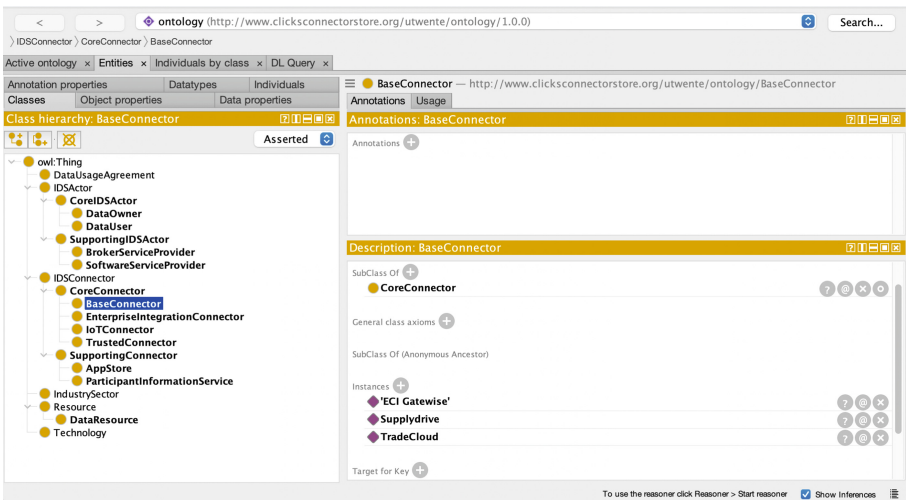 < > ontology (http://www.clicksconnectorstore.org/utwente/ontology/1.0.0) Search...
〉IDSConnector 〉CoreConnector 〉BaseConnector
Active ontology × Entities × Individuals by class × DL Query ×
Annotation properties Datatypes Individuals
Classes Object properties Data properties
Class hierarchy: BaseConnector
Asserted
owl:Thing
DataUsageAgreement
IDSActor
CoreIDSActor
DataOwner
DataUser
SupportingIDSActor
BrokerServiceProvider
SoftwareServiceProvider
IDSConnector
CoreConnector
BaseConnector
EnterpriseIntegrationConnector
IoTConnector
TrustedConnector
SupportingConnector
AppStore
ParticipantInformationService
IndustrySector
Resource
DataResource
Technology
BaseConnector — http://www.clicksconnectorstore.org/utwente/ontology/BaseConnector
Annotations Usage
Annotations: BaseConnector
Annotations
Description: BaseConnector
SubClass Of
CoreConnector
General class axioms
SubClass Of (Anonymous Ancestor)
Instances
'ECI Gatewise'
Supplydrive
TradeCloud
Target for Key
To use the reasoner click Reasoner > Start reasoner Show Inferences